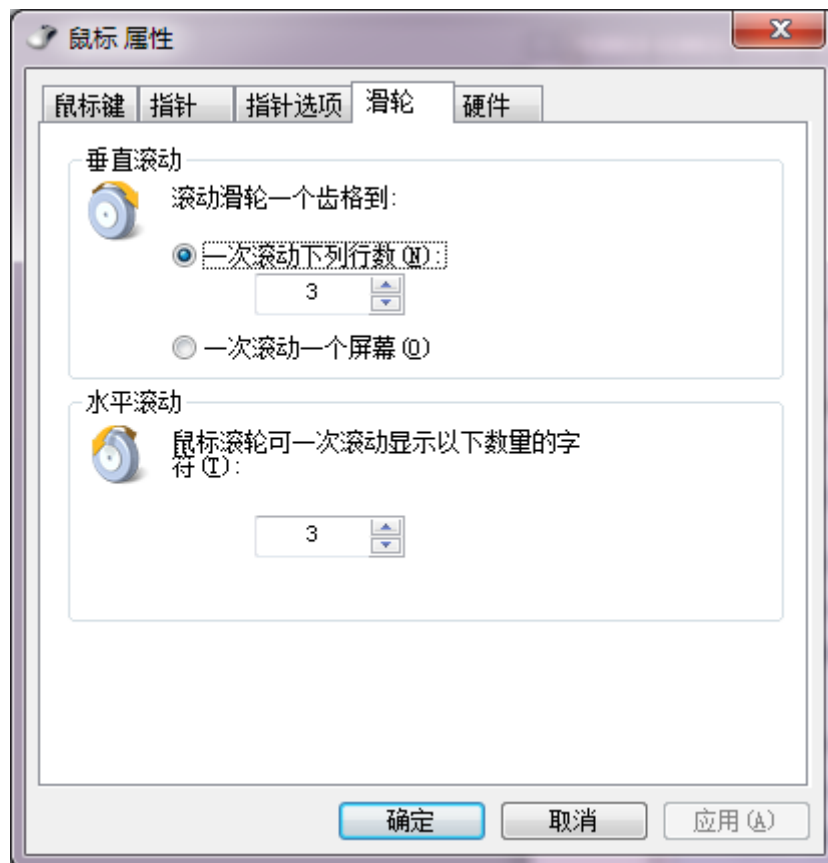 鼠标 属性
鼠标键 指针 指针选项 滑轮 硬件
垂直滚动
滚动滑轮一个齿格到:
一次滚动下列行数(N):
3
一次滚动一个屏幕(O)
水平滚动
鼠标滚轮可一次滚动显示以下数量的字
符(T):
3
确定 取消 应用(A)